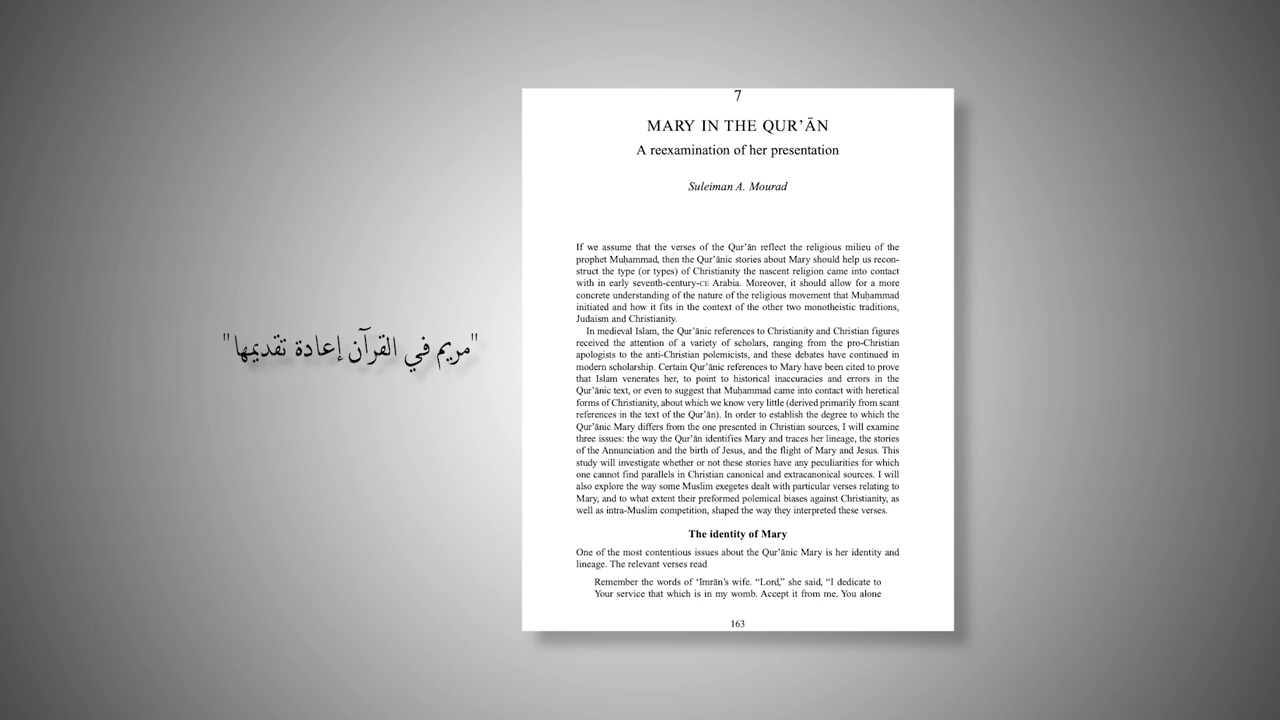 "مريم في القرآن إعادة تقديمها"
7
MARY IN THE QUR'ĀN
A reexamination of her presentation
Suleiman A. Mourad
If we assume that the verses of the Qur'ān reflect the religious milieu of the
prophet Muḥammad, then the Qur'ānic stories about Mary should help us recon-
struct the type (or types) of Christianity the nascent religion came into contact
with in early seventh-century-CE Arabia. Moreover, it should allow for a more
concrete understanding of the nature of the religious movement that Muḥammad
initiated and how it fits in the context of the other two monotheistic traditions,
Judaism and Christianity.
In medieval Islam, the Qur'ānic references to Christianity and Christian figures
received the attention of a variety of scholars, ranging from the pro-Christian
apologists to the anti-Christian polemicists, and these debates have continued in
modern scholarship. Certain Qur'ānic references to Mary have been cited to prove
that Islam venerates her, to point to historical inaccuracies and errors in the
Qur'ānic text, or even to suggest that Muḥammad came into contact with heretical
forms of Christianity, about which we know very little (derived primarily from scant
references in the text of the Qur'ān). In order to establish the degree to which the
Qur'ānic Mary differs from the one presented in Christian sources, I will examine
three issues: the way the Qur'ān identifies Mary and traces her lineage, the stories
of the Annunciation and the birth of Jesus, and the flight of Mary and Jesus. This
study will investigate whether or not these stories have any peculiarities for which
one cannot find parallels in Christian canonical and extracanonical sources. I will
also explore the way some Muslim exegetes dealt with particular verses relating to
Mary, and to what extent their preformed polemical biases against Christianity, as
well as intra-Muslim competition, shaped the way they interpreted these verses.
The identity of Mary
One of the most contentious issues about the Qur'ānic Mary is her identity and
lineage. The relevant verses read
Remember the words of 'Imrān's wife. "Lord," she said, "I dedicate to
Your service that which is in my womb. Accept it from me. You alone
163